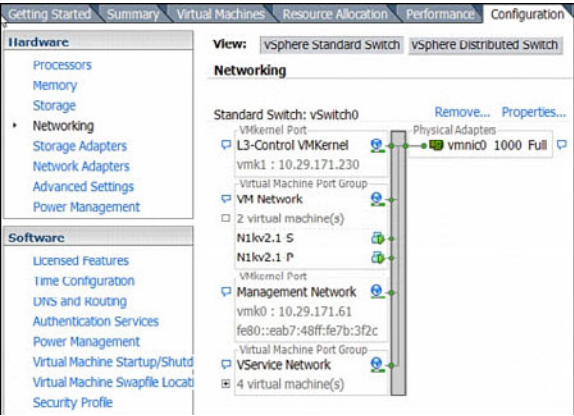 Getting Started Summary Virtual Machines Resource Allocation Performance Configuration
Hardware
Processors
Memory
Storage
Networking
Storage Adapters
Network Adapters
Advanced Settings
Power Management
Software
Licensed Features
Time Configuration
DNS and Routing
Authentication Services
Power Management
Virtual Machine Startup/Shutd
Virtual Machine Swapfile Locati
Security Profile
View: vSphere Standard Switch vSphere Distributed Switch
Networking
Standard Switch: vSwitch0 Remove... Properties...
VMkernel Port
L3-Control VMKernel
vmk1 : 10.29.171.230
Physical Adapters
vmnic0 1000 Full
Virtual Machine Port Group
VM Network
2 virtual machine(s)
N1kv2.1-S
N1kv2.1-P
VMkernel Port
Management Network
vmk0 : 10.29.171.61
fe80::eab7:48ff:fe7b:3f2c
Virtual Machine Port Group
VService Network
4 virtual machine(s)